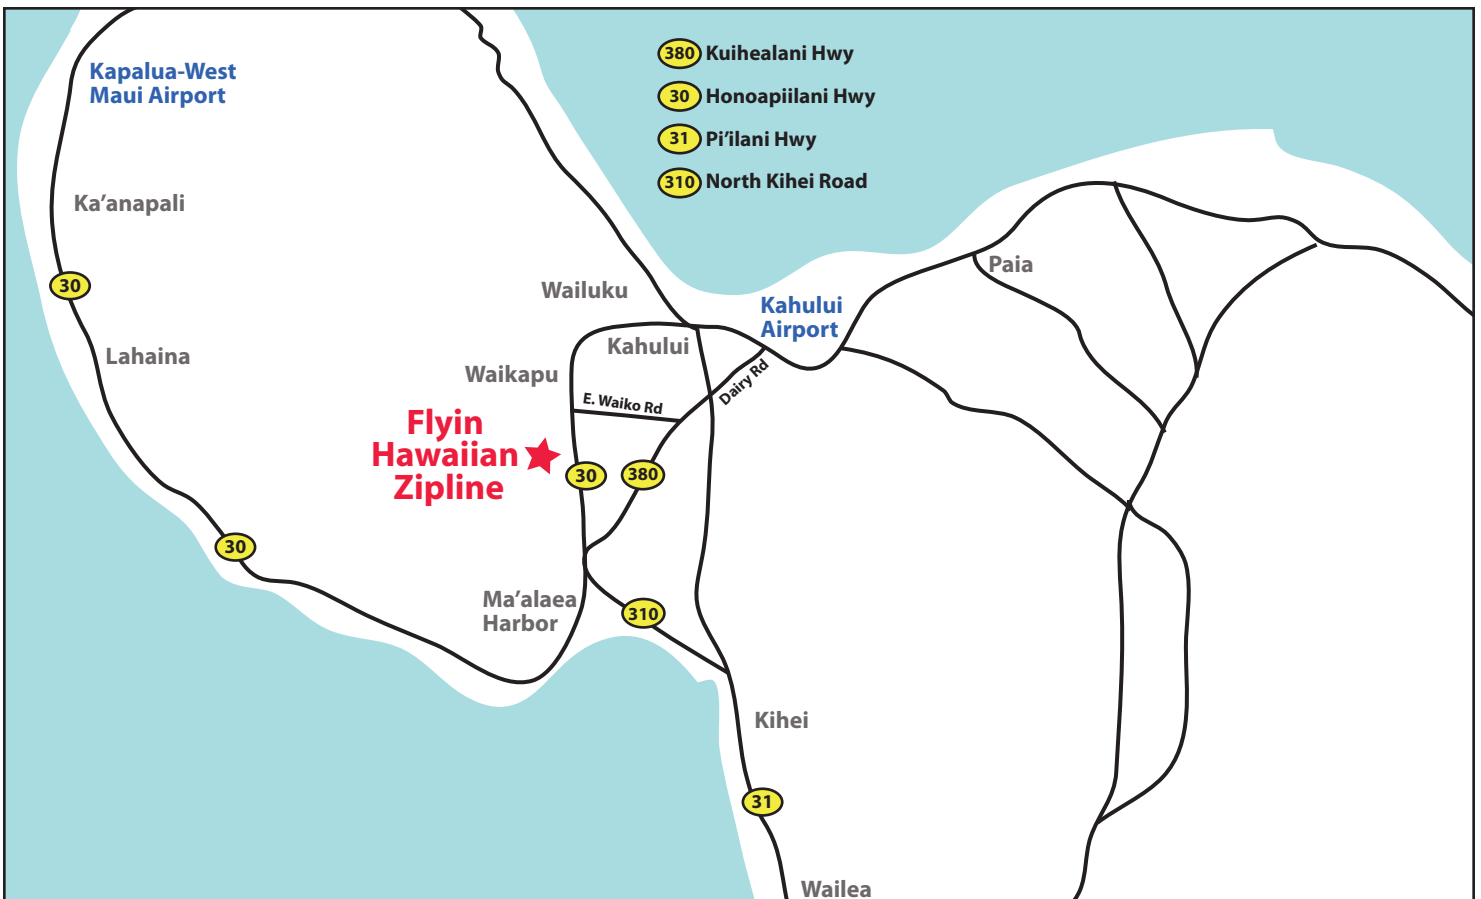 Kapalua-West
Maui Airport
380 Kuihealani Hwy
30 Honoapiilani Hwy
31 Pi’ilani Hwy
310 North Kihei Road
Ka’anapali
30
Lahaina
Wailuku
Paia
Kahului
Airport
Kahului
Waikapu
Dairy Rd
E. Waiko Rd
Flyin
Hawaiian
Zipline
30
380
30
Ma’alaea
Harbor
310
Kihei
31
Wailea